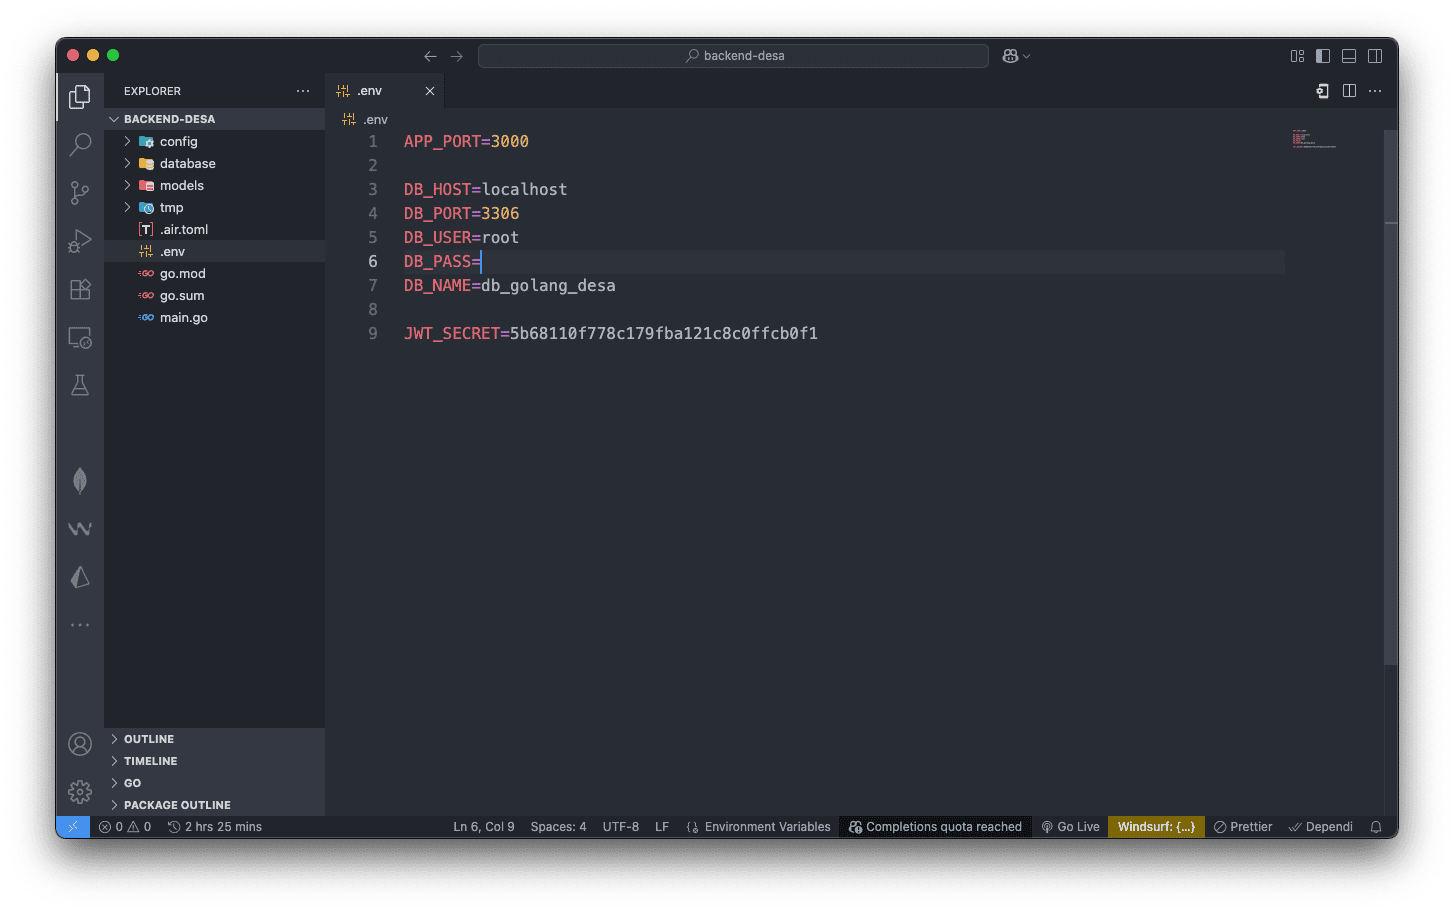 backend-desa
EXPLORER
.env
BACKEND-DESA
.env
config
database
models
tmp
.air.toml
.env
go.mod
go.sum
main.go
1 APP_PORT=3000
2
3 DB_HOST=localhost
4 DB_PORT=3306
5 DB_USER=root
6 DB_PASS=
7 DB_NAME=db_golang_desa
8
9 JWT_SECRET=5b68110f778c179fba121c8c0ffcb0f1
OUTLINE
TIMELINE
GO
PACKAGE OUTLINE
0 0 2 hrs 25 mins Ln 6, Col 9 Spaces: 4 UTF-8 LF Environment Variables Completions quota reached Go Live Windsurf: {...} Prettier Dependi